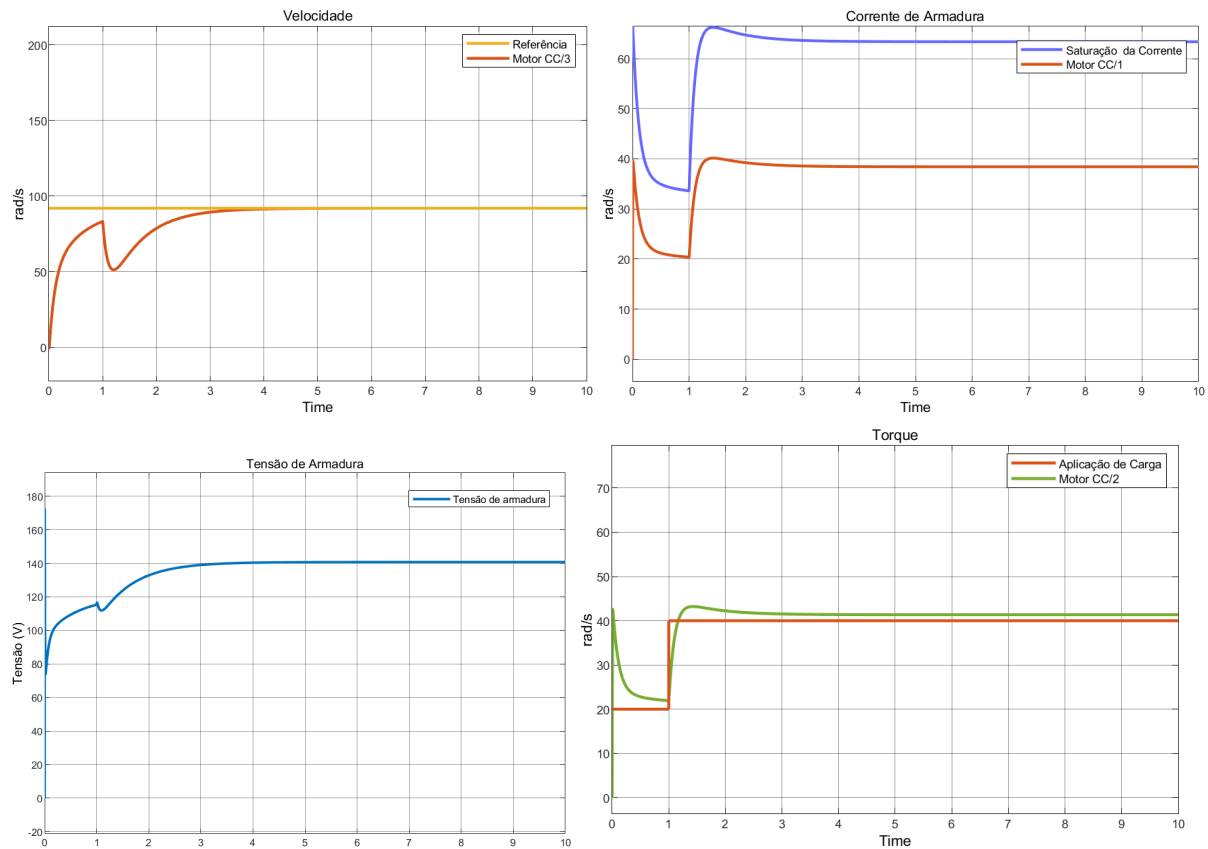 Velocidade
200
150
100
50
0
rad/s
Referência
Motor CC/3
0 1 2 3 4 5 6 7 8 9 10
Time
Corrente de Armadura
60
50
40
30
20
10
0
rad/s
Saturação da Corrente
Motor CC/1
0 1 2 3 4 5 6 7 8 9 10
Time
Tensão de Armadura
180
160
140
120
100
80
60
40
20
0
-20
Tensão (V)
Tensão de armadura
0 1 2 3 4 5 6 7 8 9 10
Torque
70
60
50
40
30
20
10
0
rad/s
Aplicação de Carga
Motor CC/2
0 1 2 3 4 5 6 7 8 9 10
Time